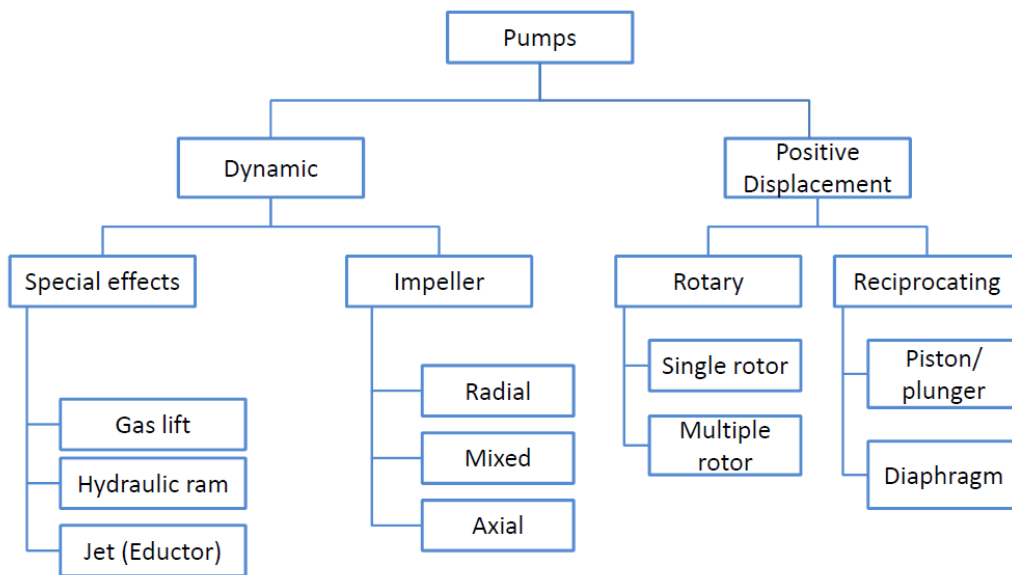 Pumps
Dynamic
Positive
Displacement
Special effects
Impeller
Rotary
Reciprocating
Gas lift
Hydraulic ram
Jet (Eductor)
Radial
Mixed
Axial
Single rotor
Multiple
rotor
Piston/
plunger
Diaphragm